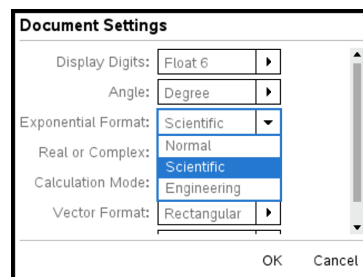 Document Settings
Display Digits: Float 6
Angle: Degree
Exponential Format: Scientific
Normal
Real or Complex:
Scientific
Calculation Mode:
Engineering
Vector Format: Rectangular
OK Cancel